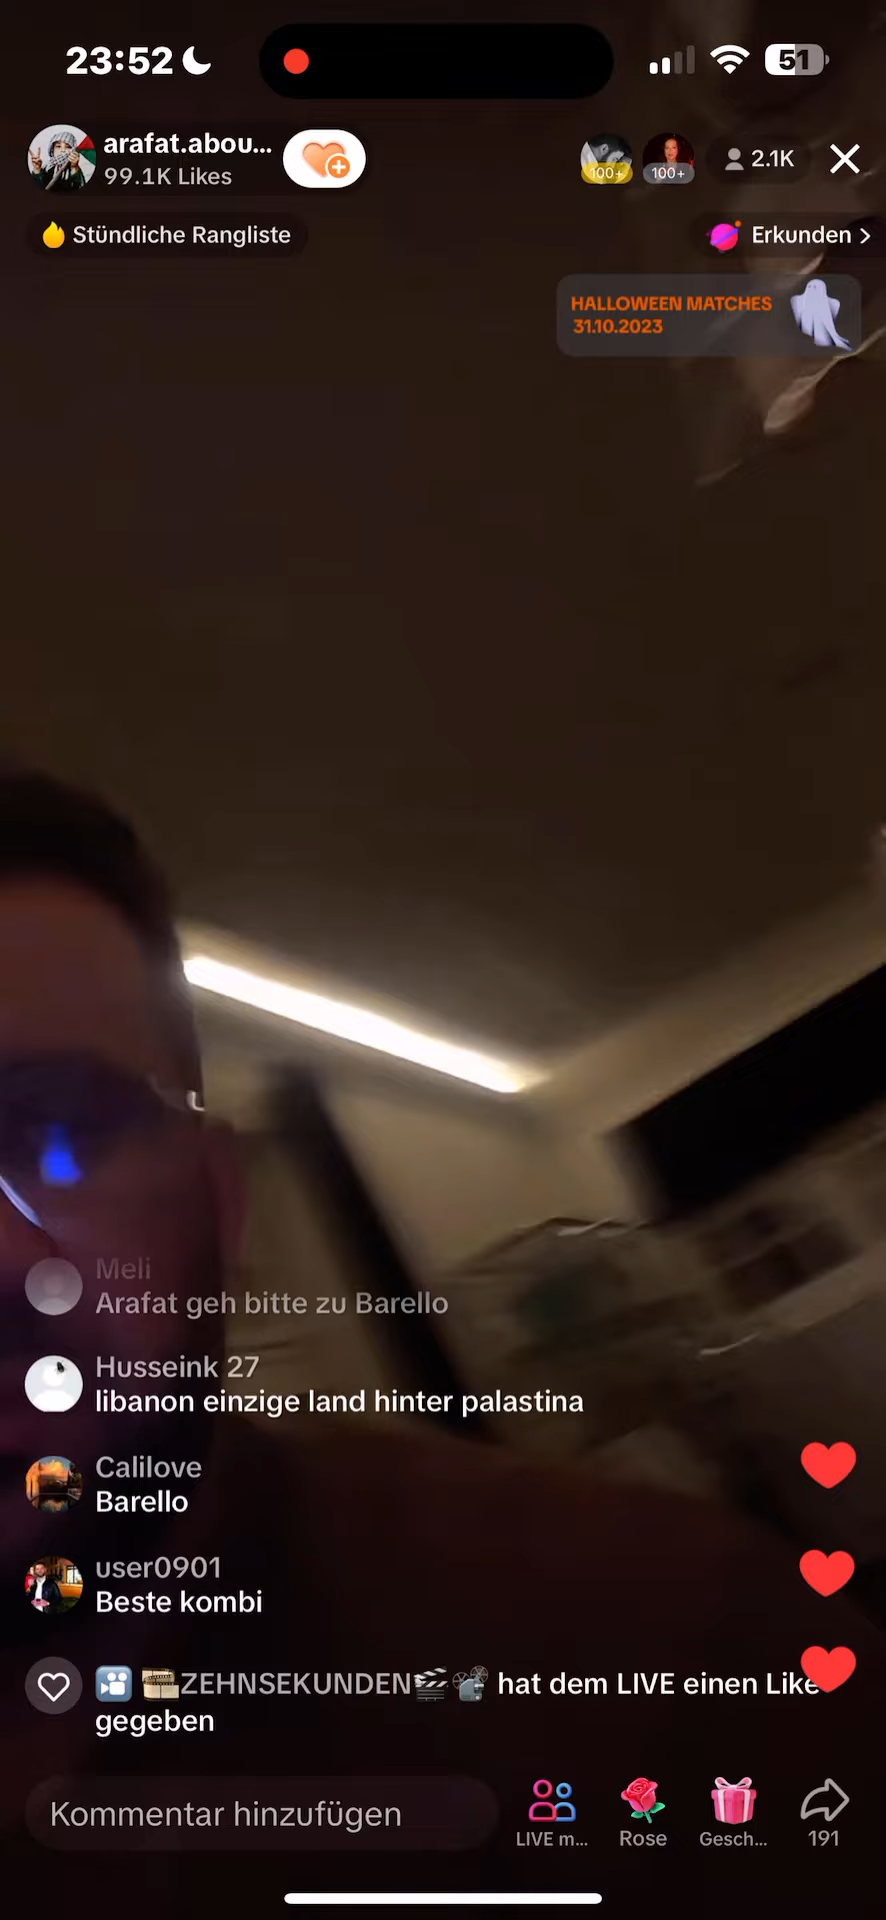 23:52
51
arafat.abou...
99.1K Likes
100+
100+
2.1K
Stündliche Rangliste
Erkunden >
HALLOWEEN MATCHES
31.10.2023
Meli
Arafat geh bitte zu Barello
Husseink 27
libanon einzige land hinter palastina
Calilove
Barello
user0901
Beste kombi
ZEHNSEKUNDEN hat dem LIVE einen Like
gegeben
Kommentar hinzufügen
LIVE m...
Rose
Gesch...
191